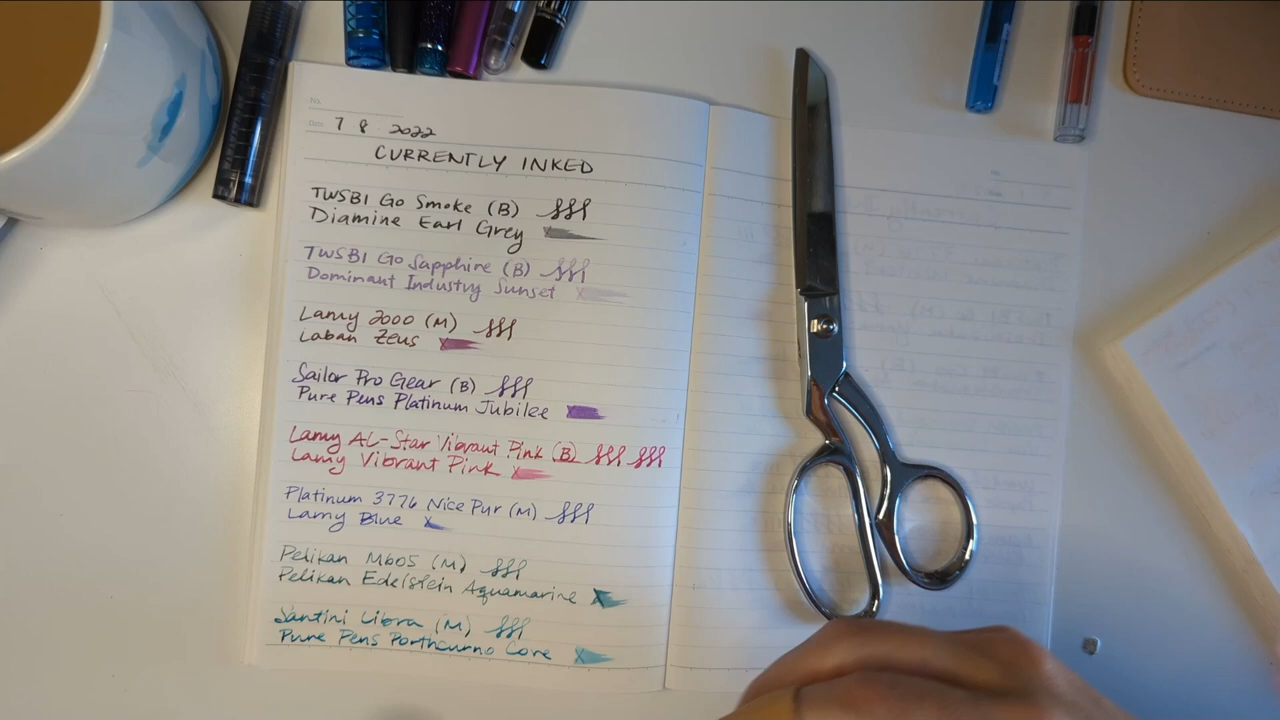 No.
Date 7 8 2022
CURRENTLY INKED
TWSBI Go Smoke (B)
Diamine Earl Grey
TWSBI Go Sapphire (B)
Dominant Industry Sunset
Lamy 2000 (M)
Laban Zeus
Sailor Pro Gear (B)
Pure Pens Platinum Jubilee
Lamy AL-Star Vibrant Pink (B)
Lamy Vibrant Pink
Platinum 3776 Nice Pur (M)
Lamy Blue
Pelikan M605 (M)
Pelikan Edelstein Aquamarine
Santini Libra (M)
Pure Pens Porthcurno Cove